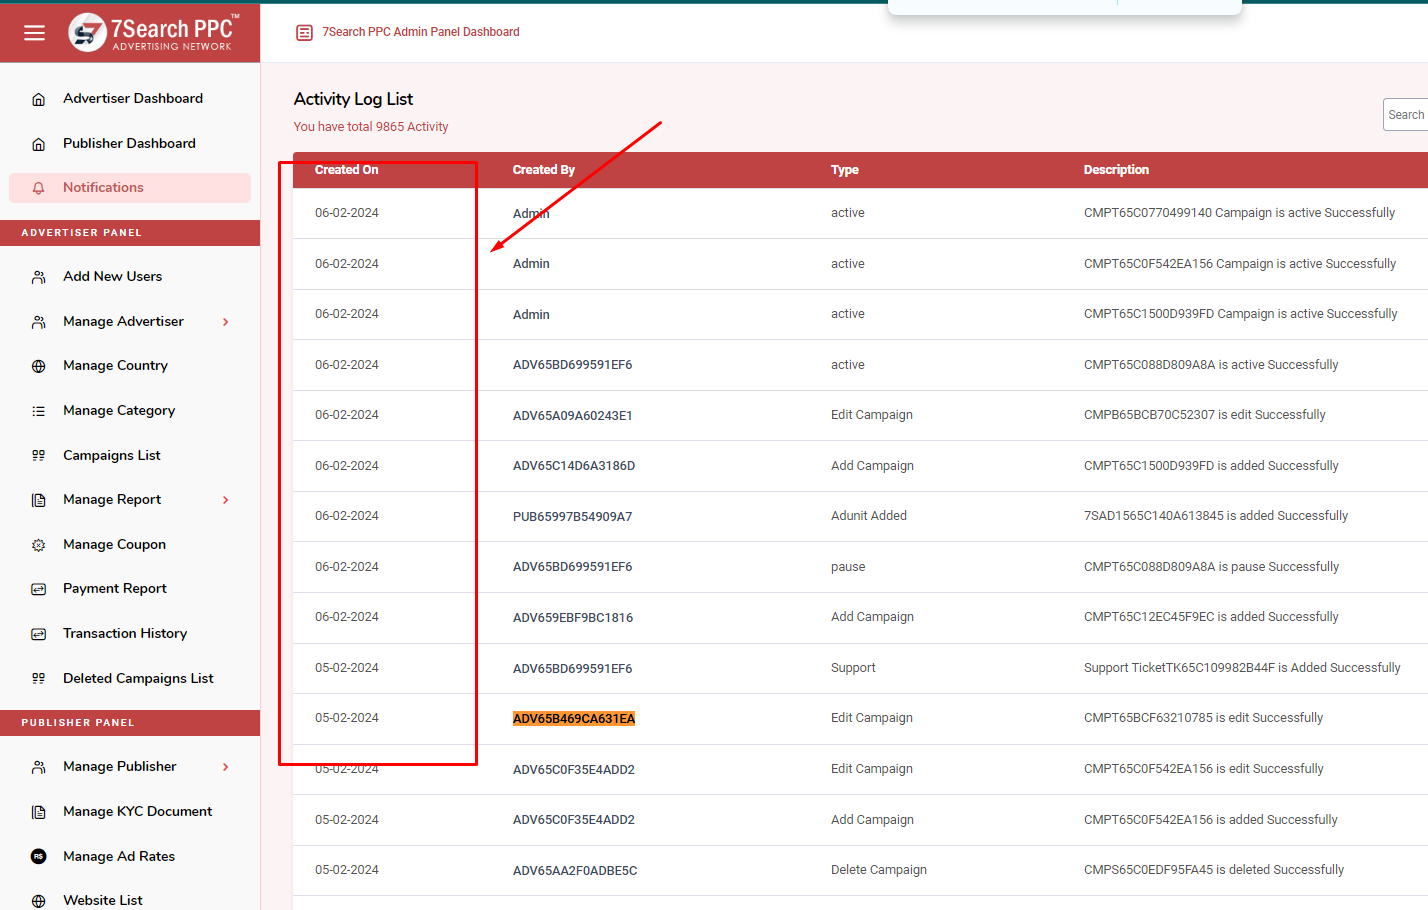 7Search PPC™
ADVERTISING NETWORK
7Search PPC Admin Panel Dashboard
Advertiser Dashboard
Publisher Dashboard
Notifications
ADVERTISER PANEL
Add New Users
Manage Advertiser
Manage Country
Manage Category
Campaigns List
Manage Report
Manage Coupon
Payment Report
Transaction History
Deleted Campaigns List
PUBLISHER PANEL
Manage Publisher
Manage KYC Document
Manage Ad Rates
Website List
Activity Log List
You have total 9865 Activity
Search
Created On Created By Type Description
06-02-2024 Admin active CMPT65C0770499140 Campaign is active Successfully
06-02-2024 Admin active CMPT65C0F542EA156 Campaign is active Successfully
06-02-2024 Admin active CMPT65C1500D939FD Campaign is active Successfully
06-02-2024 ADV65BD699591EF6 active CMPT65C088D809A8A is active Successfully
06-02-2024 ADV65A09A60243E1 Edit Campaign CMPB65BCB70C52307 is edit Successfully
06-02-2024 ADV65C14D6A3186D Add Campaign CMPT65C1500D939FD is added Successfully
06-02-2024 PUB65997B54909A7 Adunit Added 7SAD1565C140A613845 is added Successfully
06-02-2024 ADV65BD699591EF6 pause CMPT65C088D809A8A is pause Successfully
06-02-2024 ADV659EBF9BC1816 Add Campaign CMPT65C12EC45F9EC is added Successfully
05-02-2024 ADV65BD699591EF6 Support Support TicketTK65C109982B44F is Added Successfully
05-02-2024 ADV65B469CA631EA Edit Campaign CMPT65BCF63210785 is edit Successfully
05-02-2024 ADV65C0F35E4ADD2 Edit Campaign CMPT65C0F542EA156 is edit Successfully
05-02-2024 ADV65C0F35E4ADD2 Add Campaign CMPT65C0F542EA156 is added Successfully
05-02-2024 ADV65AA2F0ADBE5C Delete Campaign CMPS65C0EDF95FA45 is deleted Successfully